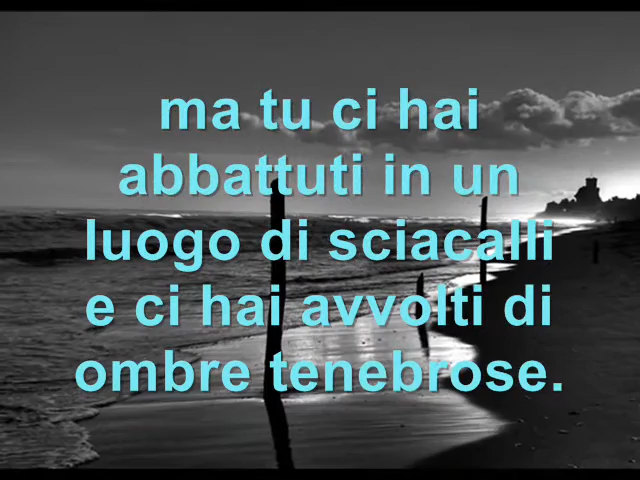 ma tu ci hai
abbattuti in un
luogo di sciacalli
e ci hai avvolti di
ombre tenebrose.